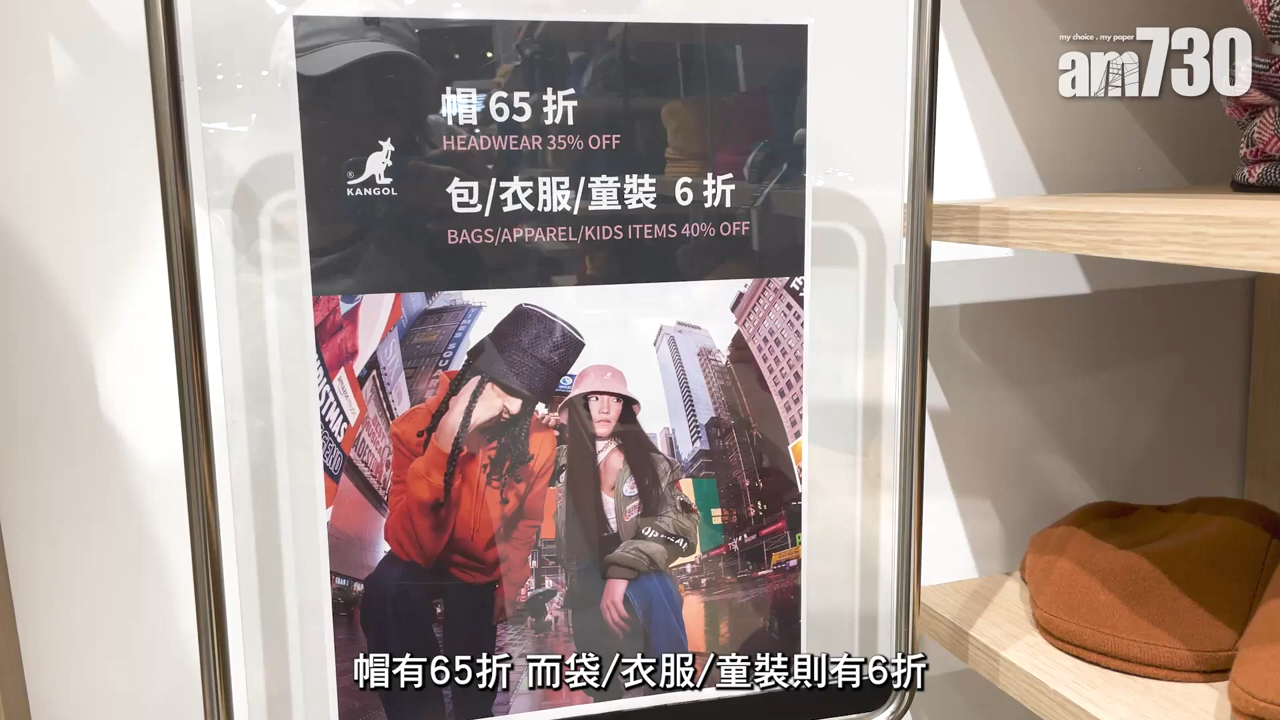 my choice . my paper
am730
帽 65 折
HEADWEAR 35% OFF
KANGOL
包/衣服/童裝 6 折
BAGS/APPAREL/KIDS ITEMS 40% OFF
帽有65折 而袋/衣服/童裝則有6折